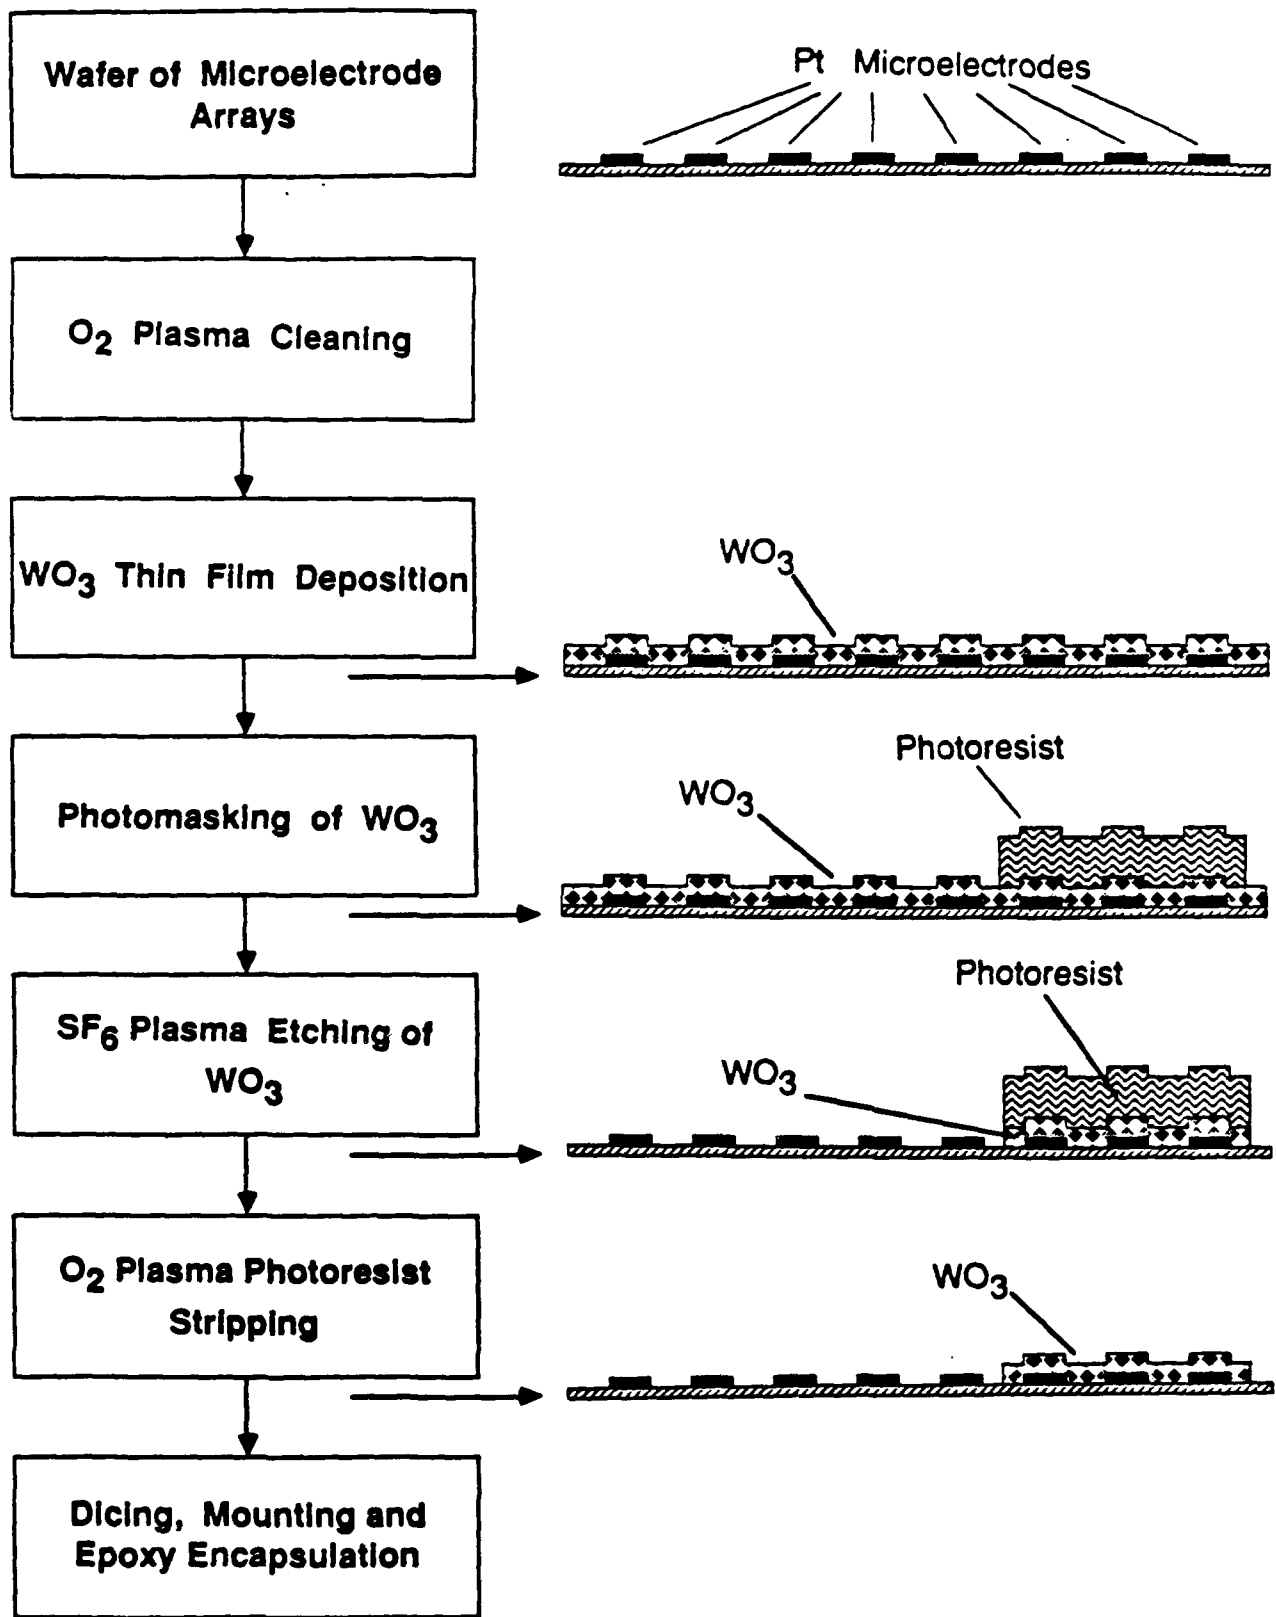 Wafer of Microelectrode
Arrays
Pt Microelectrodes
O2 Plasma Cleaning
WO3 Thin Film Deposition
WO3
Photomasking of WO3
Photoresist
WO3
SF6 Plasma Etching of
WO3
Photoresist
WO3
O2 Plasma Photoresist
Stripping
WO3
Dicing, Mounting and
Epoxy Encapsulation